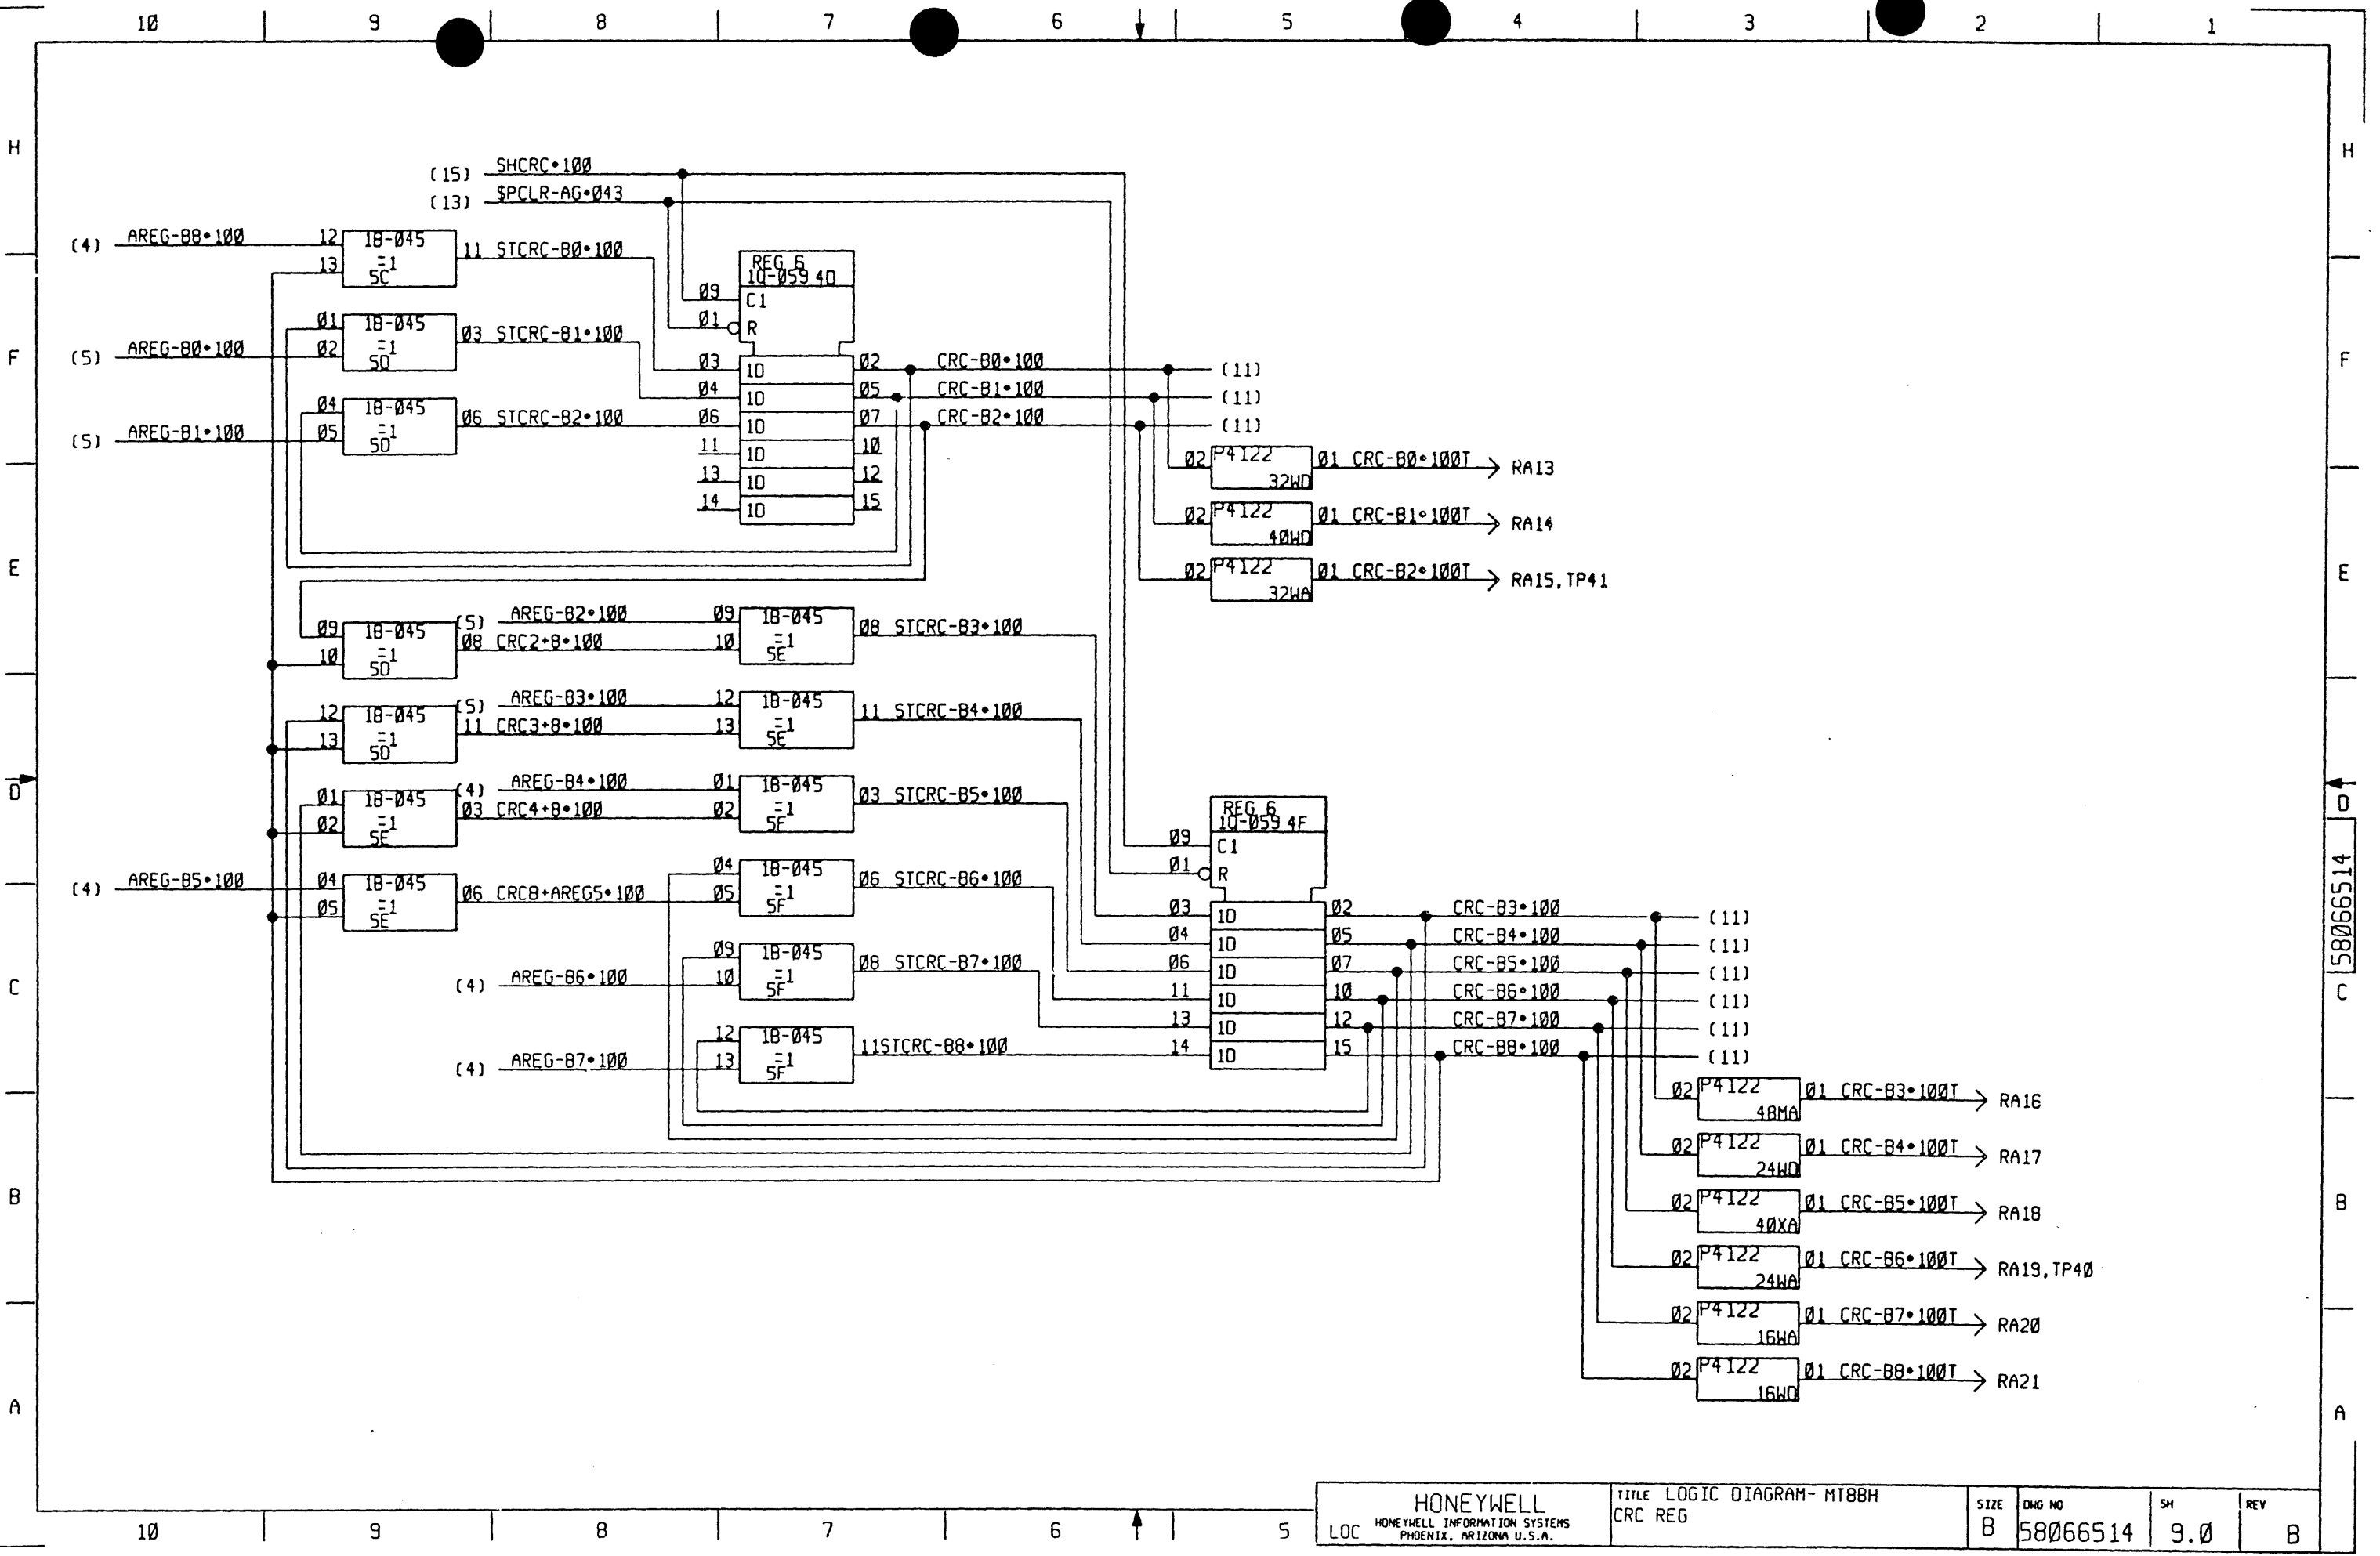 10 9 8 7 6 5 4 3 2 1
H H
(15) SHCRC•100
(13) $PCLR-AG•043
(4) AREG-B8•100 12 1B-045 11 STCRC-B0•100
13 =1
5C
REG 6
1Q-059 4D
09 C1
01 R
01 1B-045 03 STCRC-B1•100
F (5) AREG-B0•100 02 =1 F
5D
03 1D 02 CRC-B0•100 (11)
04 1D 05 CRC-B1•100 (11)
04 1B-045 06 STCRC-B2•100 06 1D 07 CRC-B2•100 (11)
(5) AREG-B1•100 05 =1
5D
11 1D 10
13 1D 12
14 1D 15
02 P4122 01 CRC-B0•100T RA13
32WD
02 P4122 01 CRC-B1•100T RA14
40WD
E E
02 P4122 01 CRC-B2•100T RA15,TP41
32WA
(5) AREG-B2•100 09 1B-045 08 STCRC-B3•100
09 1B-045 08 CRC2+8•100 10 =1
10 =1 5E
5D
(5) AREG-B3•100 12 1B-045 11 STCRC-B4•100
12 1B-045 11 CRC3+8•100 13 =1
13 =1 5E
5D
(4) AREG-B4•100 01 1B-045 03 STCRC-B5•100
D 01 1B-045 03 CRC4+8•100 02 =1 D
02 =1 5F
5E
REG 6
1Q-059 4F
09 C1
01 R
04 1B-045 06 STCRC-B6•100
(4) AREG-B5•100 04 1B-045 06 CRC8+AREG5•100 05 =1
05 =1 5F
5E
58066514
03 1D 02 CRC-B3•100 (11)
04 1D 05 CRC-B4•100 (11)
06 1D 07 CRC-B5•100 (11)
11 1D 10 CRC-B6•100 (11)
13 1D 12 CRC-B7•100 (11)
14 1D 15 CRC-B8•100 (11)
09 1B-045 08 STCRC-B7•100
C (4) AREG-B6•100 10 =1 C
5F
12 1B-045 11STCRC-B8•100
(4) AREG-B7•100 13 =1
5F
02 P4122 01 CRC-B3•100T RA16
48MA
02 P4122 01 CRC-B4•100T RA17
24WD
B B
02 P4122 01 CRC-B5•100T RA18
40XA
02 P4122 01 CRC-B6•100T RA19,TP40
24WA
02 P4122 01 CRC-B7•100T RA20
16WA
02 P4122 01 CRC-B8•100T RA21
16WD
A A
10 9 8 7 6 5
LOC HONEYWELL
HONEYWELL INFORMATION SYSTEMS
PHOENIX, ARIZONA U.S.A.
TITLE LOGIC DIAGRAM- MT8BH
CRC REG
SIZE B
DWG NO 58066514
SH 9.0
REV B